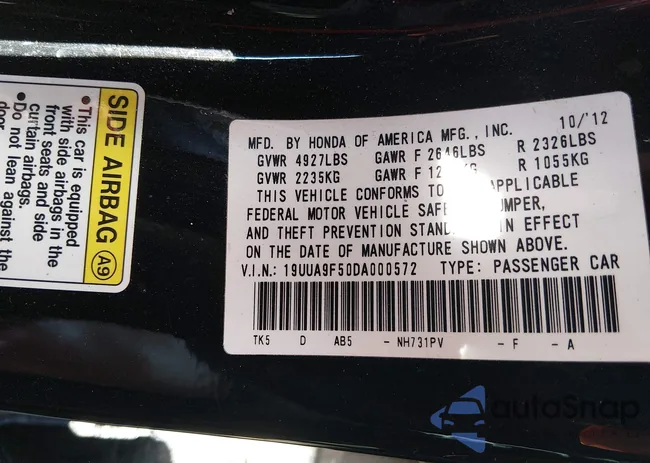 SIDE AIRBAG A9
•This car is equipped
with side airbags in the
front seats and side
curtain airbags.
•Do not lean against the
door.
MFD. BY HONDA OF AMERICA MFG., INC. 10/'12
GVWR 4927LBS GAWR F 2646LBS R 2326LBS
GVWR 2235KG GAWR F R 1055KG
THIS VEHICLE CONFORMS TO APPLICABLE
FEDERAL MOTOR VEHICLE
AND THEFT PREVENTION IN EFFECT
ON THE DATE OF MANUFACTURE SHOWN ABOVE.
V.I.N.: 19UUA9F50DA000572 TYPE: PASSENGER CAR
TK5 D AB5 - NH731PV - F - A
autoSnap